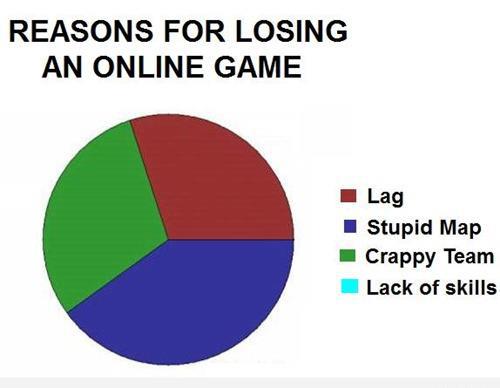 REASONS FOR LOSING
AN ONLINE GAME
Lag
Stupid Map
Crappy Team
Lack of skills